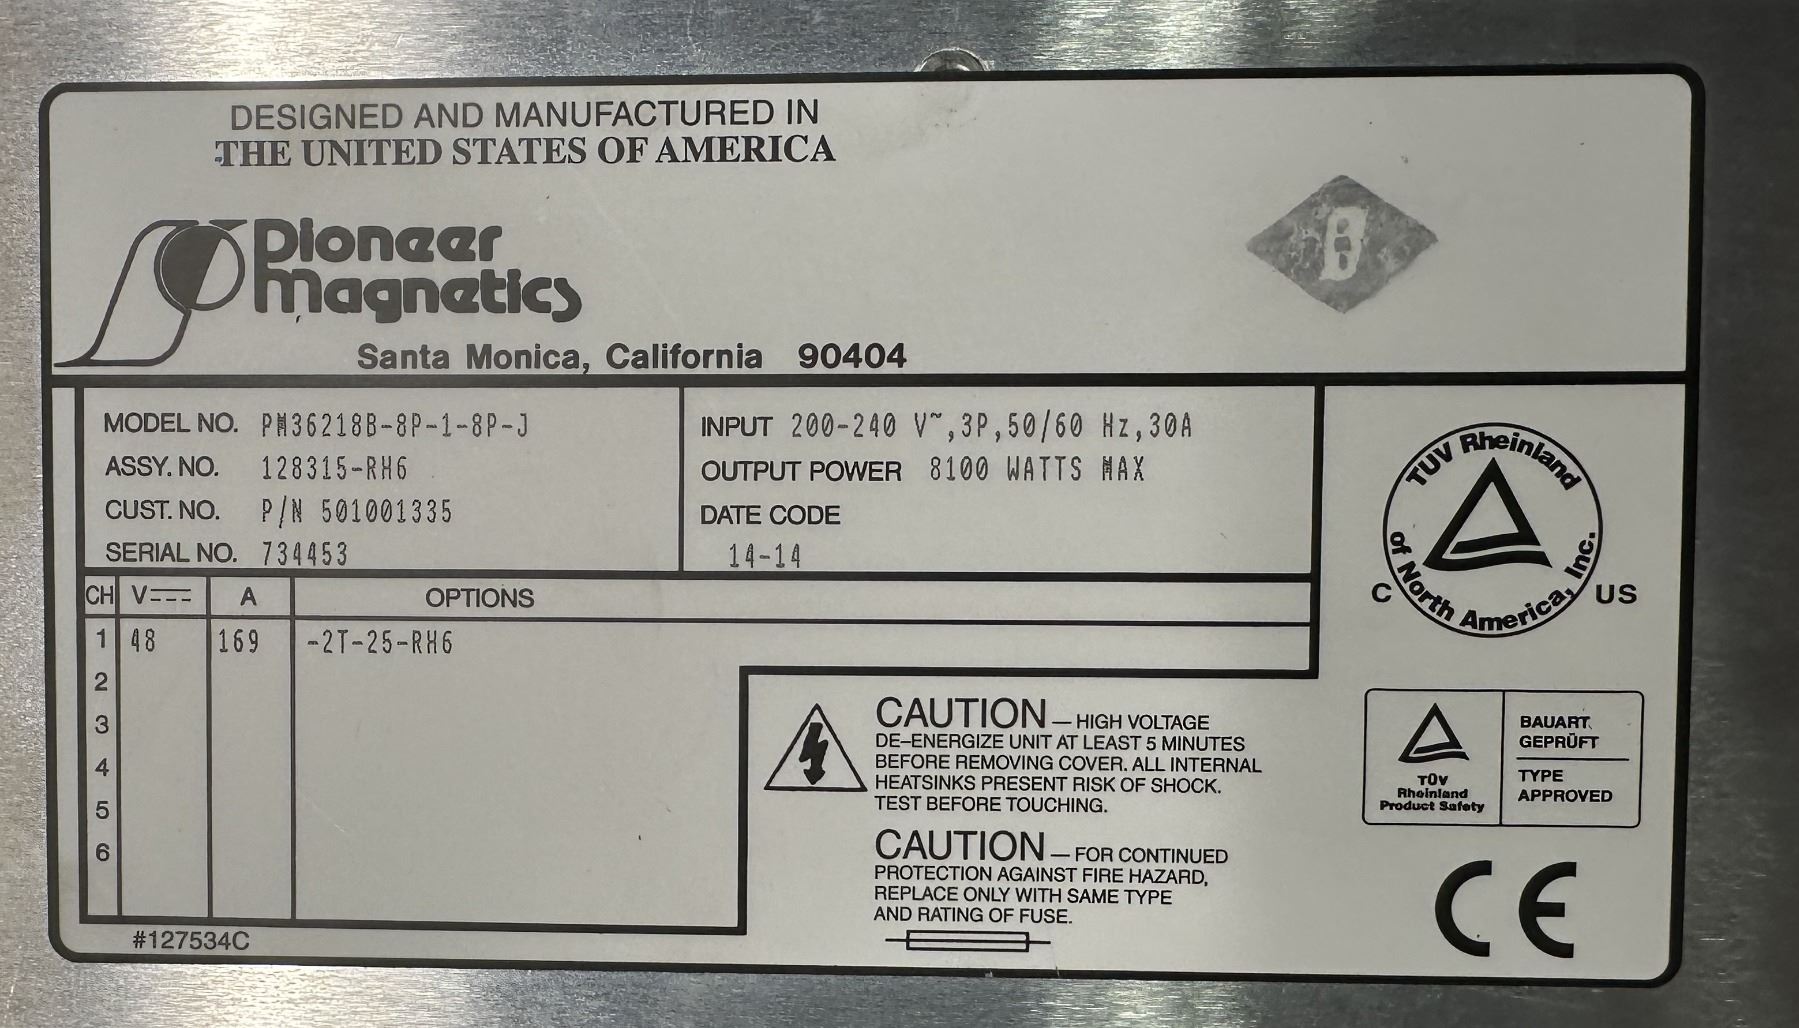 DESIGNED AND MANUFACTURED IN
THE UNITED STATES OF AMERICA
Pioneer
Magnetics
Santa Monica, California 90404
B
MODEL NO. PM36218B-8P-1-8P-J
ASSY. NO. 128315-RH6
CUST. NO. P/N 501001335
SERIAL NO. 734453
INPUT 200-240 V~,3P,50/60 Hz,30A
OUTPUT POWER 8100 WATTS MAX
DATE CODE
14-14
CH V A OPTIONS
1 48 169 -2T-25-RH6
2
3
4
5
6
#127534C
CAUTION — HIGH VOLTAGE
DE-ENERGIZE UNIT AT LEAST 5 MINUTES
BEFORE REMOVING COVER. ALL INTERNAL
HEATSINKS PRESENT RISK OF SHOCK.
TEST BEFORE TOUCHING.
CAUTION — FOR CONTINUED
PROTECTION AGAINST FIRE HAZARD,
REPLACE ONLY WITH SAME TYPE
AND RATING OF FUSE.
TUV Rheinland
of North America, Inc.
C US
TÜV
Rheinland
Product Safety
BAUART
GEPRÜFT
TYPE
APPROVED
CE